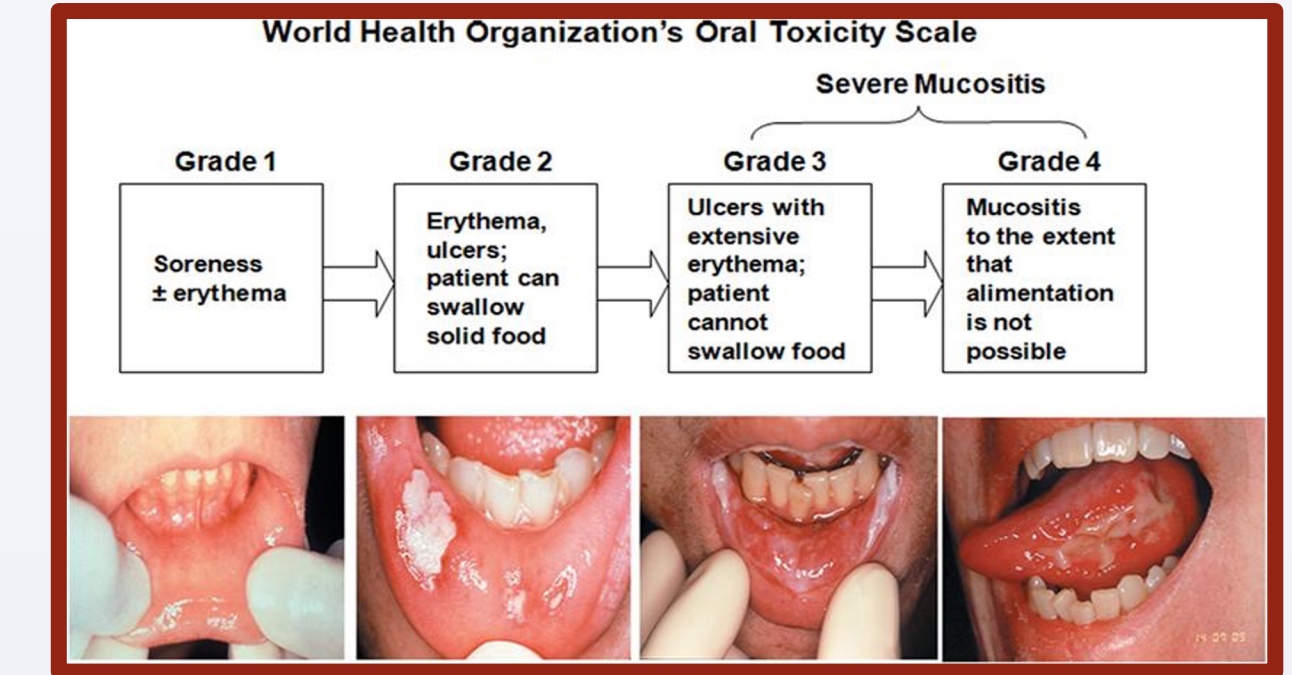 World Health Organization's Oral Toxicity Scale
Severe Mucositis
Grade 1
Soreness
± erythema
Grade 2
Erythema,
ulcers;
patient can
swallow
solid food
Grade 3
Ulcers with
extensive
erythema;
patient
cannot
swallow food
Grade 4
Mucositis
to the extent
that
alimentation
is not
possible